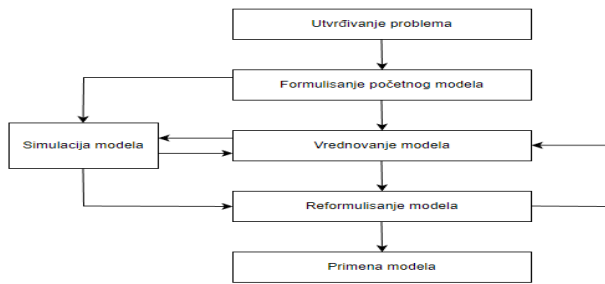 Utvrđivanje problema
Formulisanje početnog modela
Simulacija modela
Vrednovanje modela
Reformulisanje modela
Primena modela